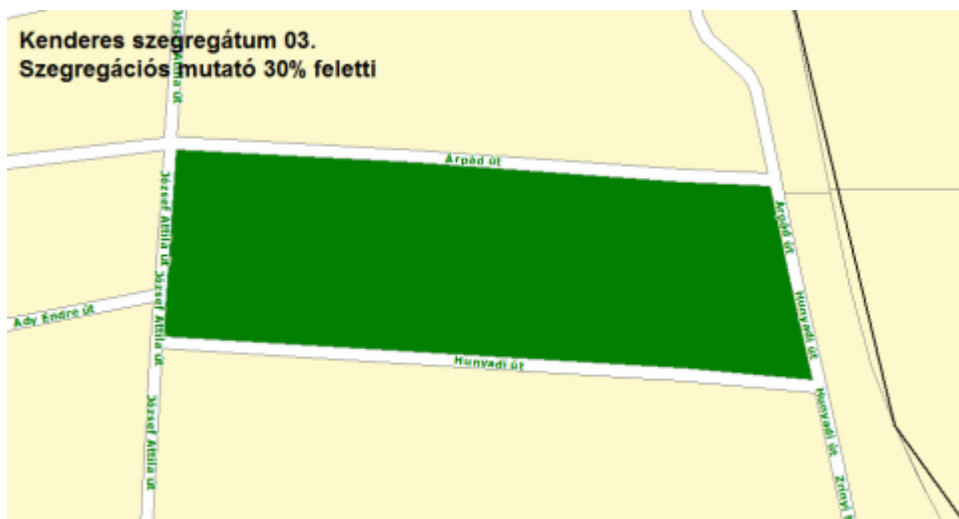 Kenderes szegregátum 03.
Szegregációs mutató 30% feletti
József Attila út
Árpád út
József Attila út
Árpád út
József Attila út
Hunyadi út
Ady Endre út
Hunyadi út
József Attila út
Hunyadi út
Zrínyi